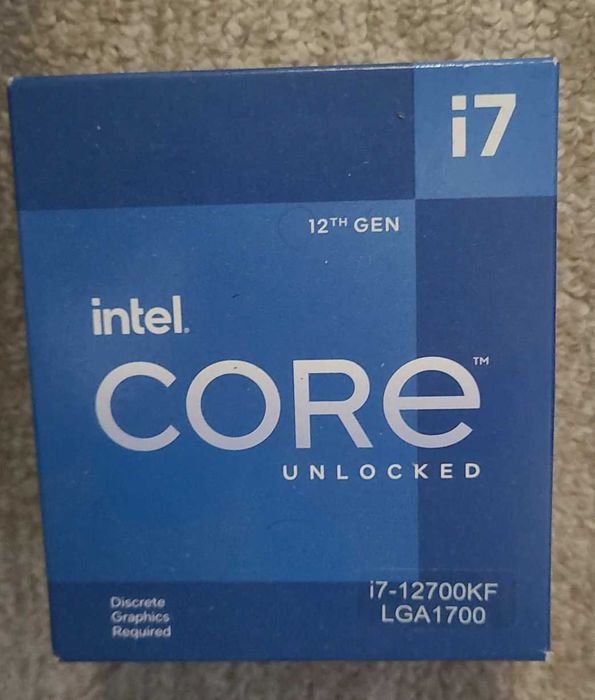 i7
12TH GEN
intel.
CORe™
UNLOCKED
i7-12700KF
LGA1700
Discrete
Graphics
Required